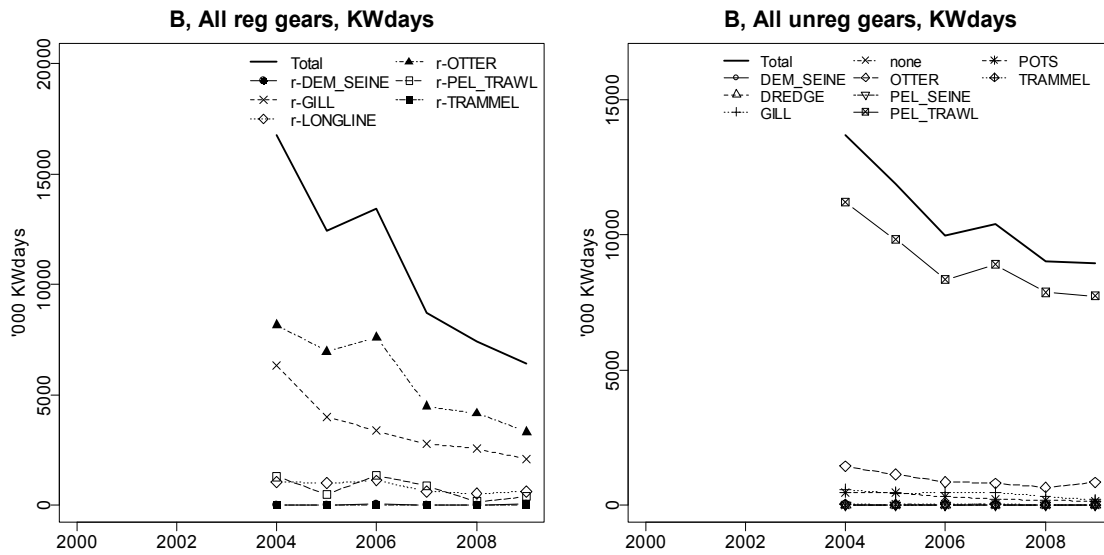 B, All reg gears, KWdays
Total
r-DEM_SEINE
r-GILL
r-LONGLINE
r-OTTER
r-PEL_TRAWL
r-TRAMMEL
'000 KWdays
20000
15000
10000
5000
0
2000 2002 2004 2006 2008
B, All unreg gears, KWdays
Total
DEM_SEINE
DREDGE
GILL
none
OTTER
PEL_SEINE
PEL_TRAWL
POTS
TRAMMEL
'000 KWdays
15000
10000
5000
0
2000 2002 2004 2006 2008